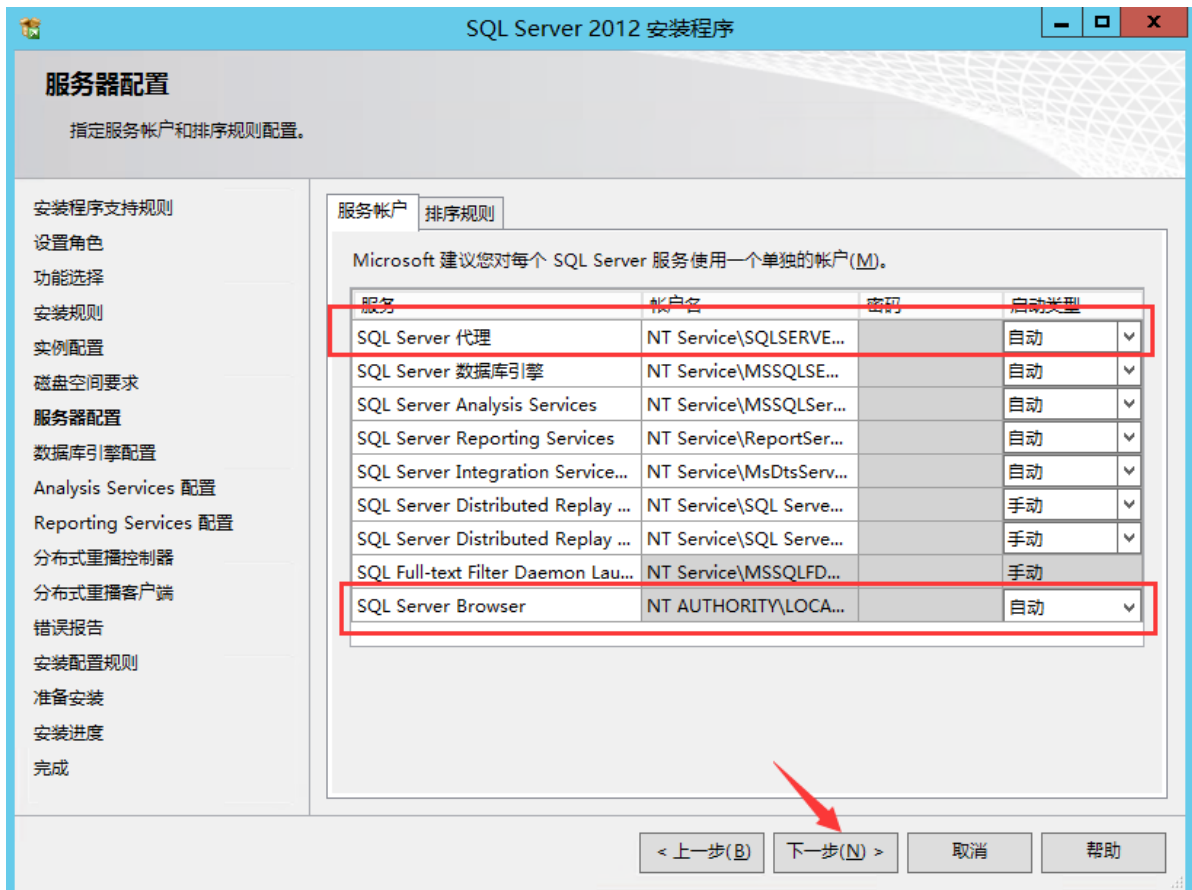 SQL Server 2012 安装程序
服务器配置
指定服务帐户和排序规则配置。
安装程序支持规则
设置角色
功能选择
安装规则
实例配置
磁盘空间要求
服务器配置
数据库引擎配置
Analysis Services 配置
Reporting Services 配置
分布式重播控制器
分布式重播客户端
错误报告
安装配置规则
准备安装
安装进度
完成
服务帐户 排序规则
Microsoft 建议您对每个 SQL Server 服务使用一个单独的帐户(M)。
服务 帐户名 密码 启动类型
SQL Server 代理 NT Service\SQLSERVE... 自动
SQL Server 数据库引擎 NT Service\MSSQLSE... 自动
SQL Server Analysis Services NT Service\MSSQLSer... 自动
SQL Server Reporting Services NT Service\ReportSer... 自动
SQL Server Integration Service... NT Service\MsDtsServ... 自动
SQL Server Distributed Replay ... NT Service\SQL Serve... 手动
SQL Server Distributed Replay ... NT Service\SQL Serve... 手动
SQL Full-text Filter Daemon Lau... NT Service\MSSQLFD... 手动
SQL Server Browser NT AUTHORITY\LOCA... 自动
< 上一步(B) 下一步(N) > 取消 帮助